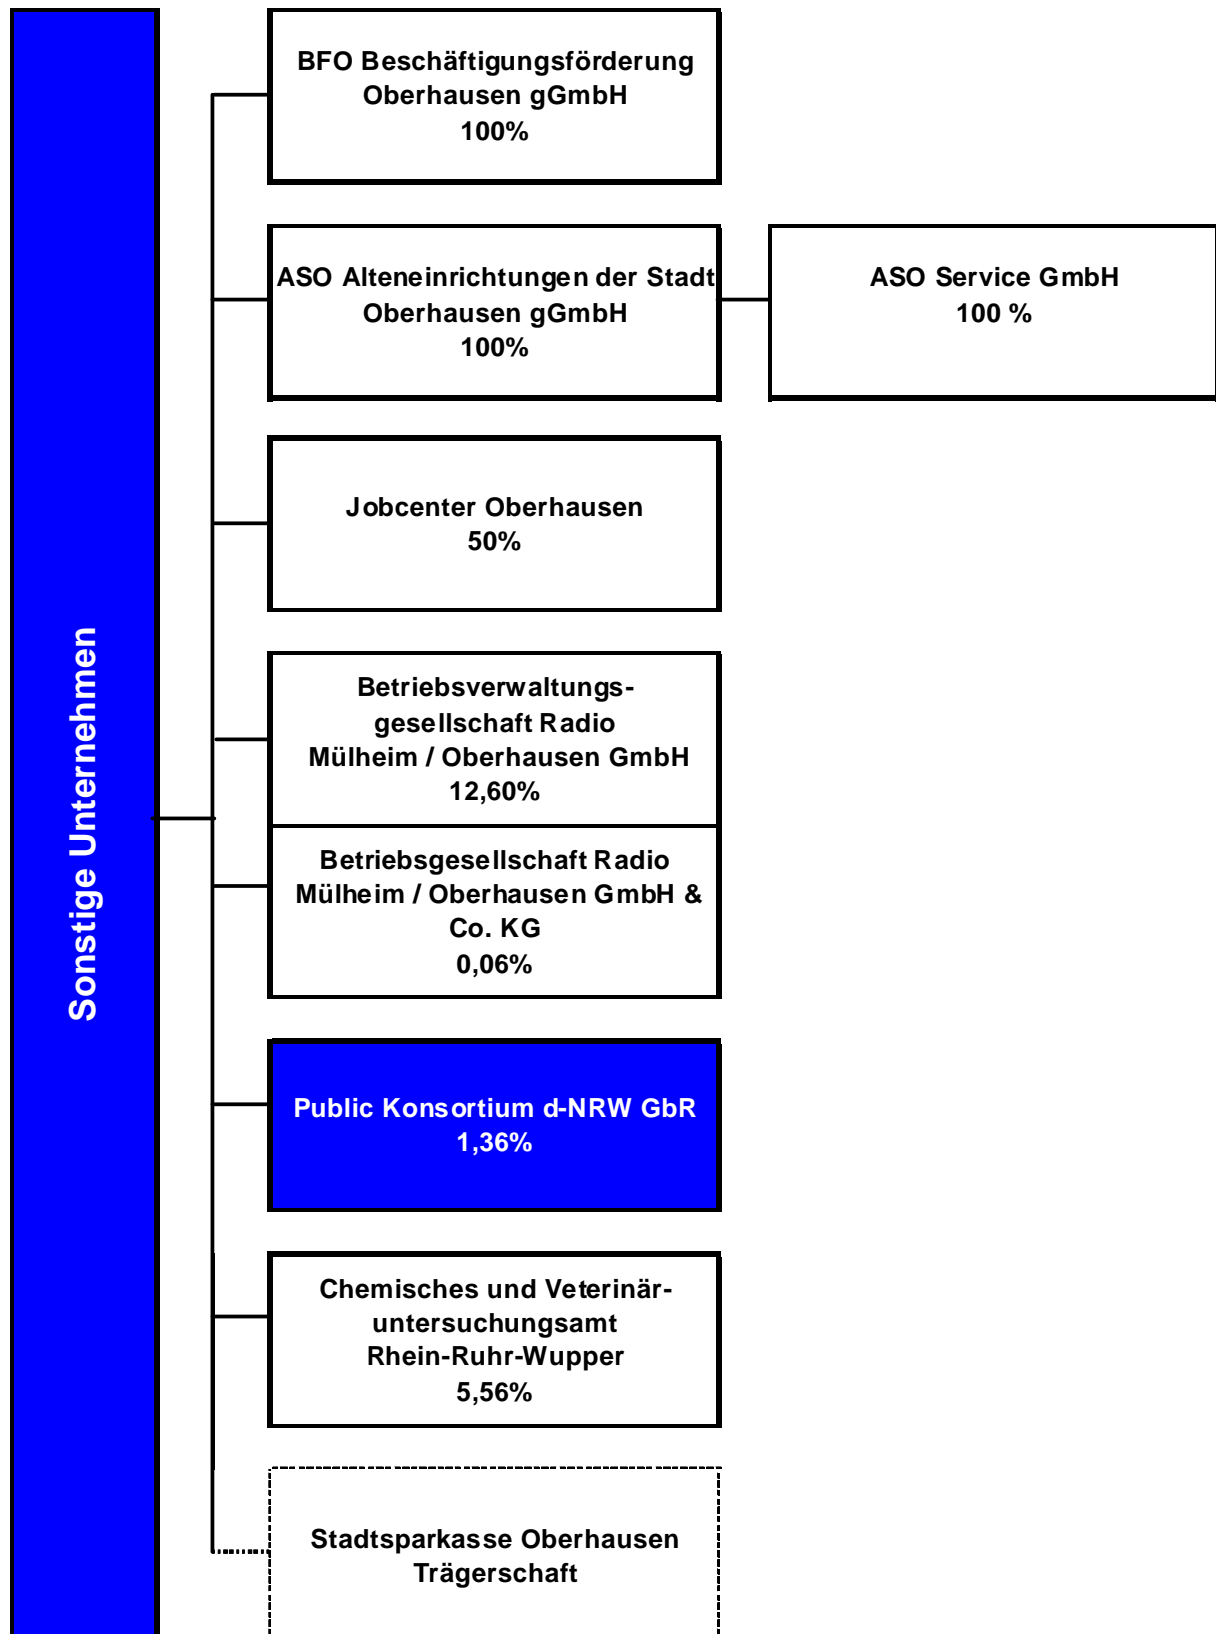 Sonstige Unternehmen
BFO Beschäftigungsförderung
Oberhausen gGmbH
100%
ASO Alteneinrichtungen der Stadt
Oberhausen gGmbH
100%
ASO Service GmbH
100 %
Jobcenter Oberhausen
50%
Betriebsverwaltungs-
gesellschaft Radio
Mülheim / Oberhausen GmbH
12,60%
Betriebsgesellschaft Radio
Mülheim / Oberhausen GmbH &
Co. KG
0,06%
Public Konsortium d-NRW GbR
1,36%
Chemisches und Veterinär-
untersuchungsamt
Rhein-Ruhr-Wupper
5,56%
Stadtsparkasse Oberhausen
Trägerschaft